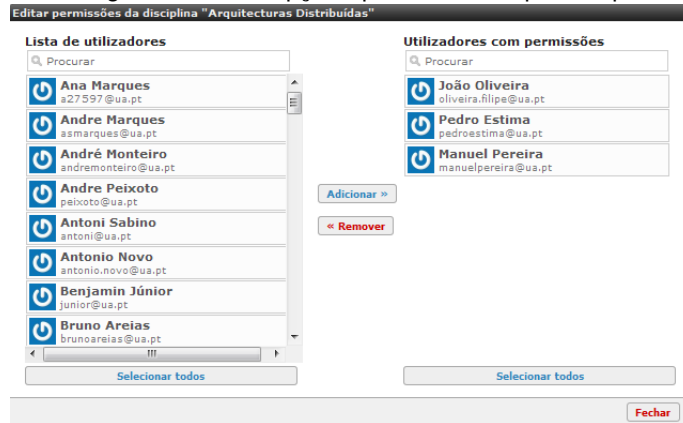 Editar permissões da disciplina "Arquitecturas Distribuídas"
Lista de utilizadores
Procurar
Ana Marques
a27597@ua.pt
Andre Marques
asmarques@ua.pt
André Monteiro
andremonteiro@ua.pt
Andre Peixoto
peixoto@ua.pt
Antoni Sabino
antoni@ua.pt
Antonio Novo
antonio.novo@ua.pt
Benjamin Júnior
junior@ua.pt
Bruno Areias
brunoareias@ua.pt
Selecionar todos
Adicionar »
« Remover
Utilizadores com permissões
Procurar
João Oliveira
oliveira.filipe@ua.pt
Pedro Estima
pedroestima@ua.pt
Manuel Pereira
manuelpereira@ua.pt
Selecionar todos
Fechar